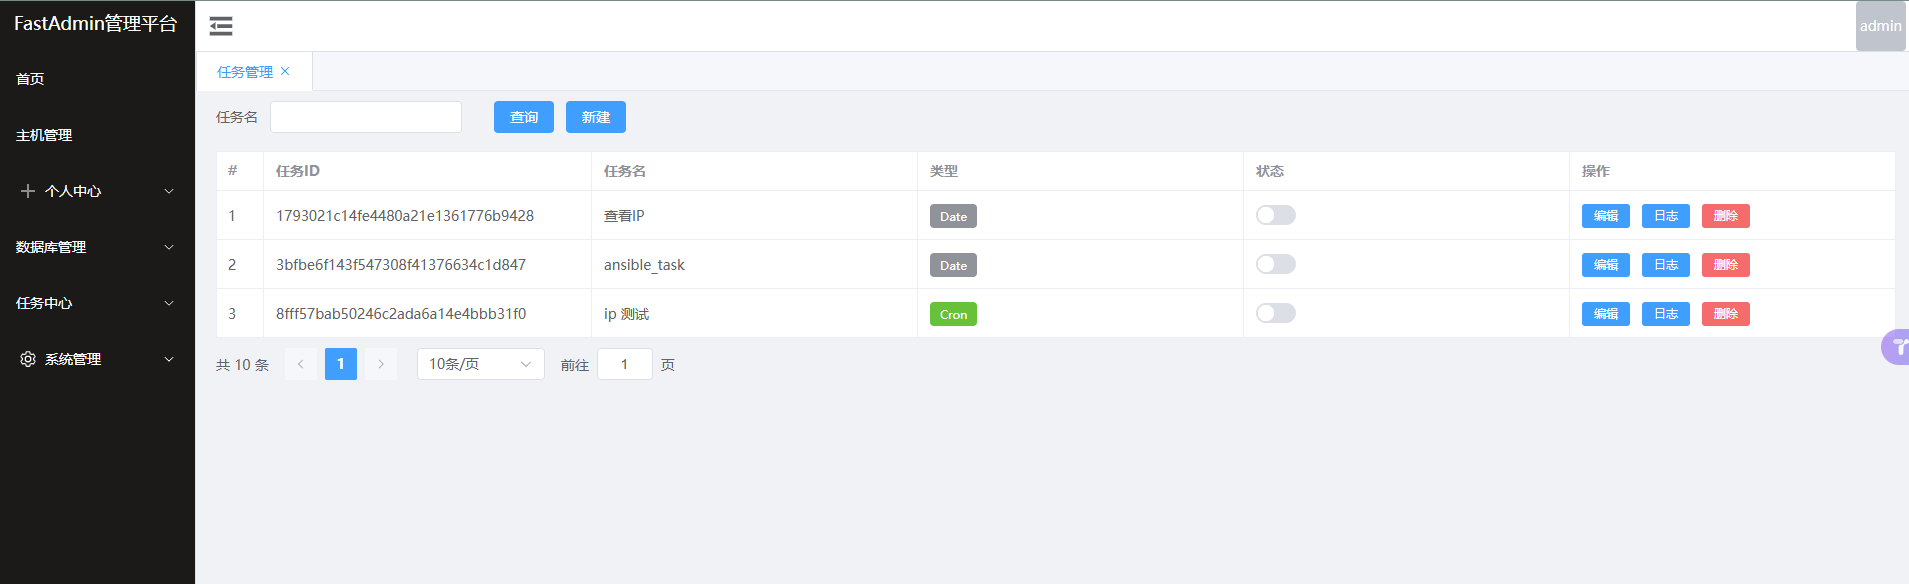 FastAdmin管理平台
admin
首页
主机管理
个人中心
数据库管理
任务中心
系统管理
任务管理
任务名 查询 新建
# 任务ID 任务名 类型 状态 操作
1 1793021c14fe4480a21e1361776b9428 查看IP Date 编辑 日志 删除
2 3bfbe6f143f547308f41376634c1d847 ansible_task Date 编辑 日志 删除
3 8fff57bab50246c2ada6a14e4bbb31f0 ip 测试 Cron 编辑 日志 删除
共 10 条 1 10条/页 前往 1 页